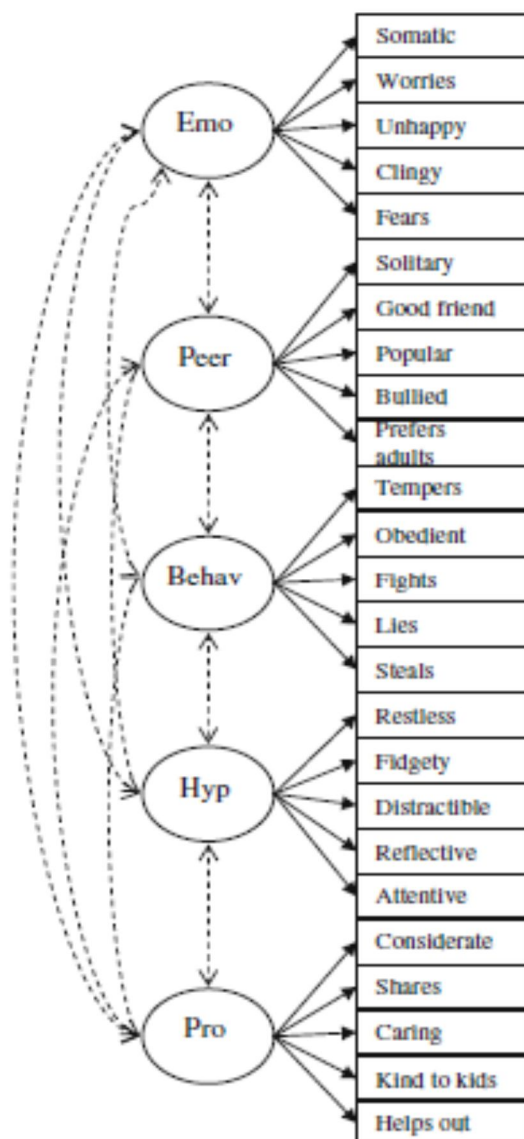 Emo
Somatic
Worries
Unhappy
Clingy
Fears
Peer
Solitary
Good friend
Popular
Bullied
Prefers
adults
Behav
Tempers
Obedient
Fights
Lies
Steals
Hyp
Restless
Fidgety
Distractible
Reflective
Attentive
Pro
Considerate
Shares
Caring
Kind to kids
Helps out